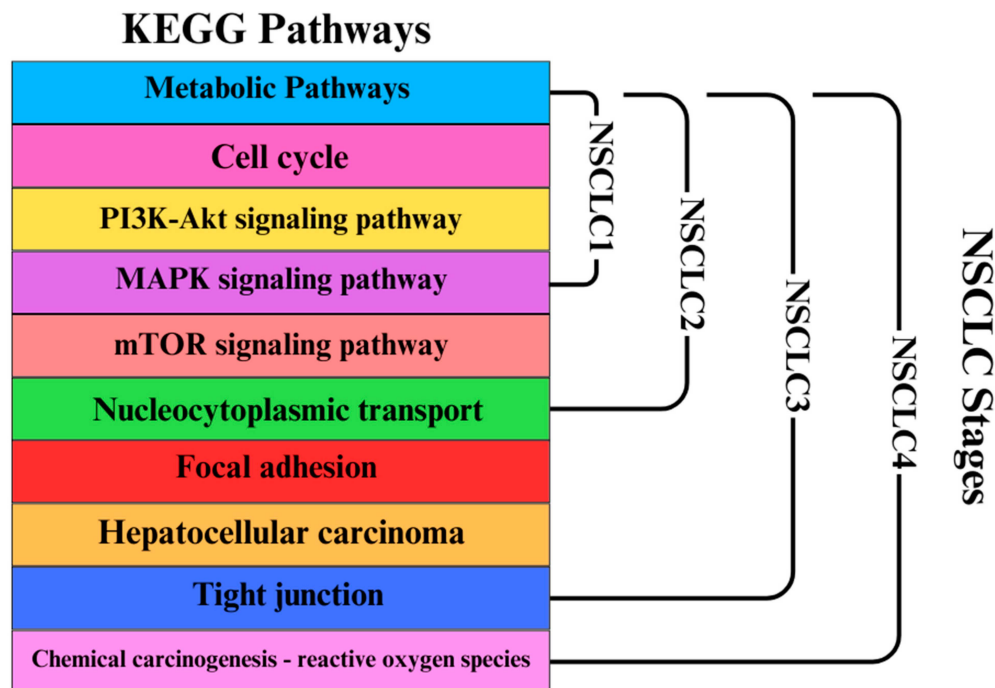 KEGG Pathways
Metabolic Pathways
Cell cycle
PI3K-Akt signaling pathway
MAPK signaling pathway
mTOR signaling pathway
Nucleocytoplasmic transport
Focal adhesion
Hepatocellular carcinoma
Tight junction
Chemical carcinogenesis - reactive oxygen species
NSCLC1
NSCLC2
NSCLC3
NSCLC4
NSCLC Stages